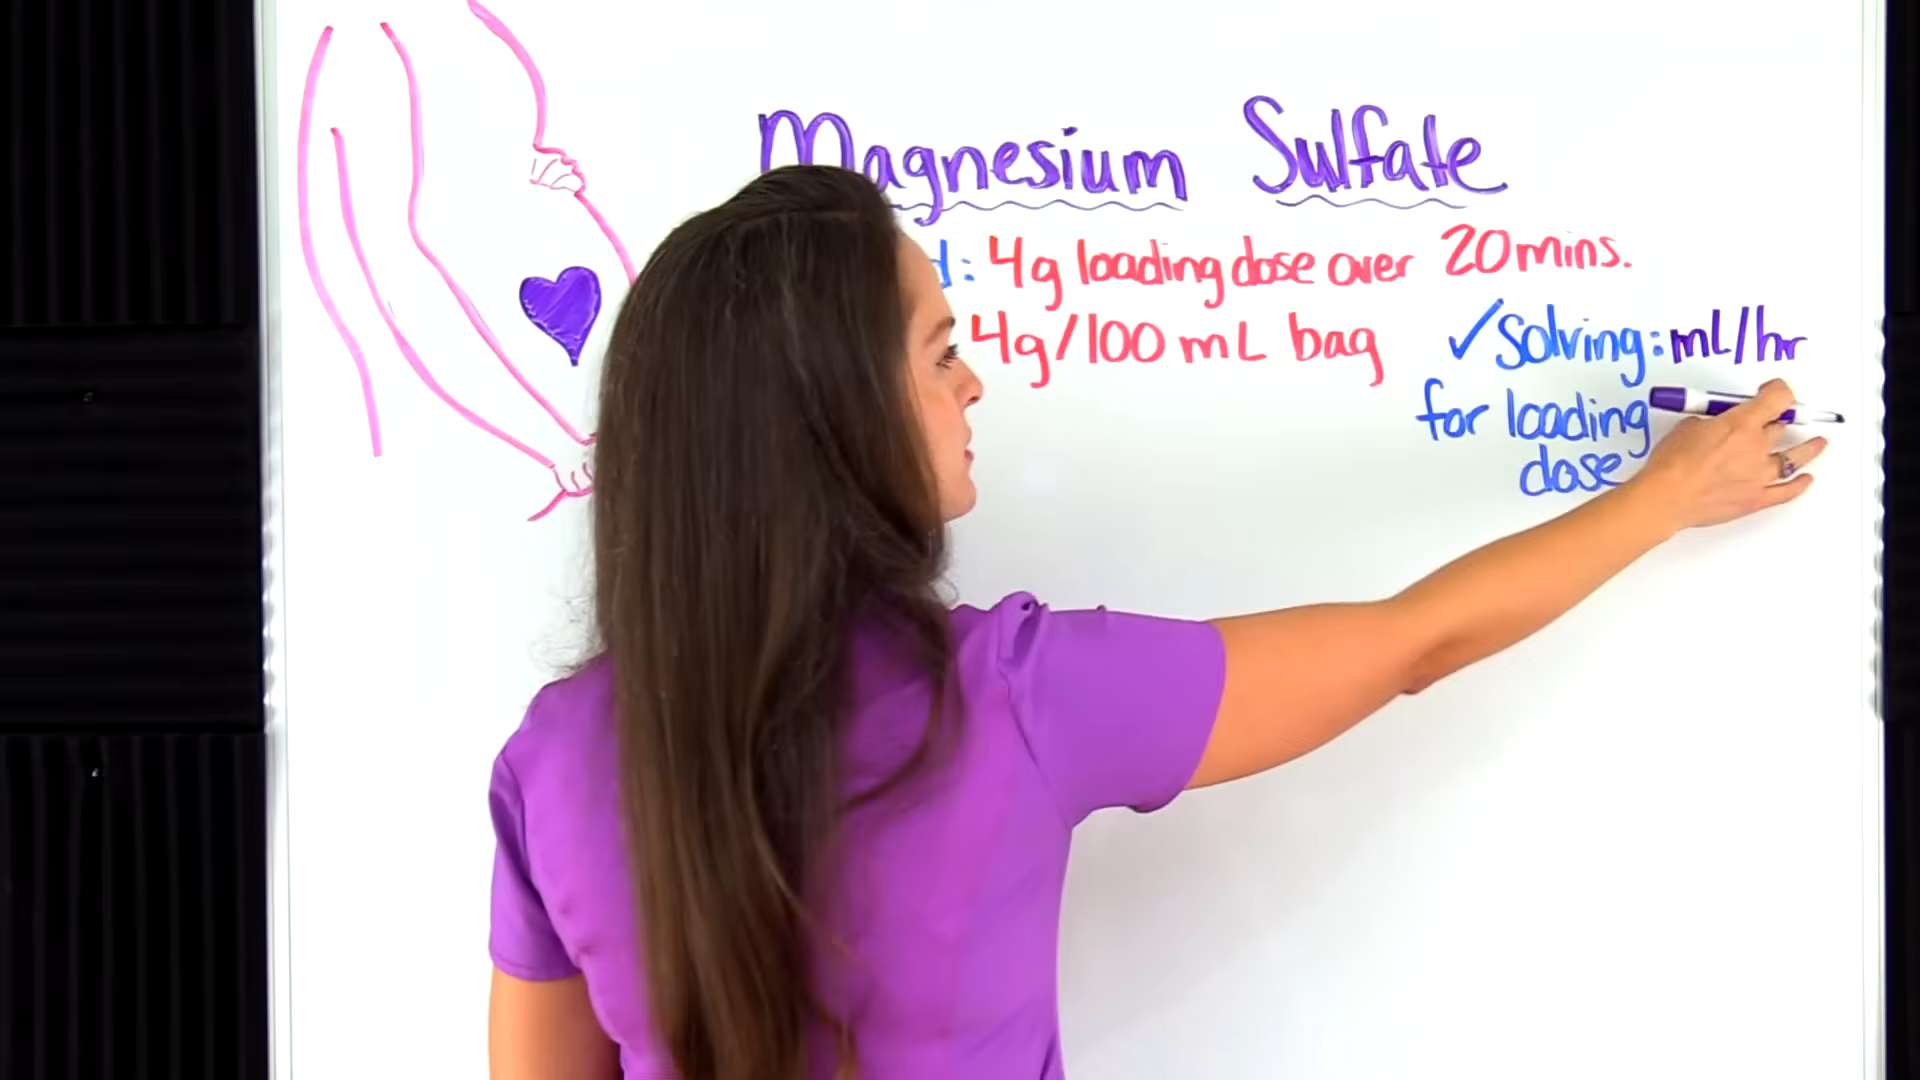 Magnesium Sulfate
d: 4g loading dose over 20 mins.
4g/100 mL bag
✓ Solving: mL/hr
for loading
dose